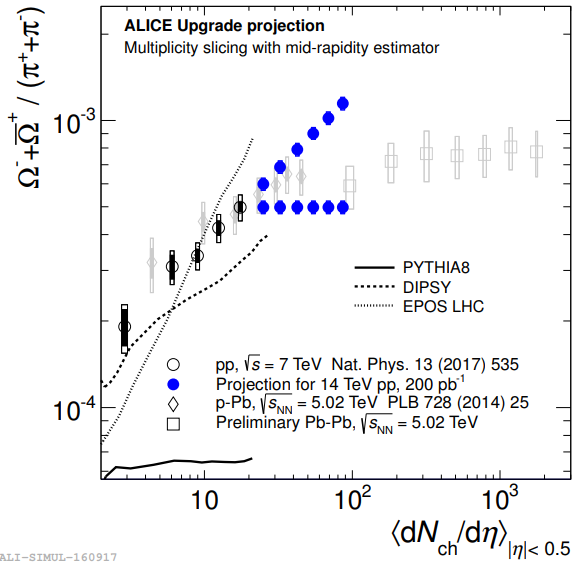 ALICE Upgrade projection
Multiplicity slicing with mid-rapidity estimator
Ω⁻+Ω̅⁺ / (π⁺+π⁻)
10⁻³
10⁻⁴
PYTHIA8
DIPSY
EPOS LHC
pp, √s = 7 TeV Nat. Phys. 13 (2017) 535
Projection for 14 TeV pp, 200 pb⁻¹
p-Pb, √sNN = 5.02 TeV PLB 728 (2014) 25
Preliminary Pb-Pb, √sNN = 5.02 TeV
10 10² 10³
⟨dNch/dη⟩|η|< 0.5
ALI-SIMUL-160917